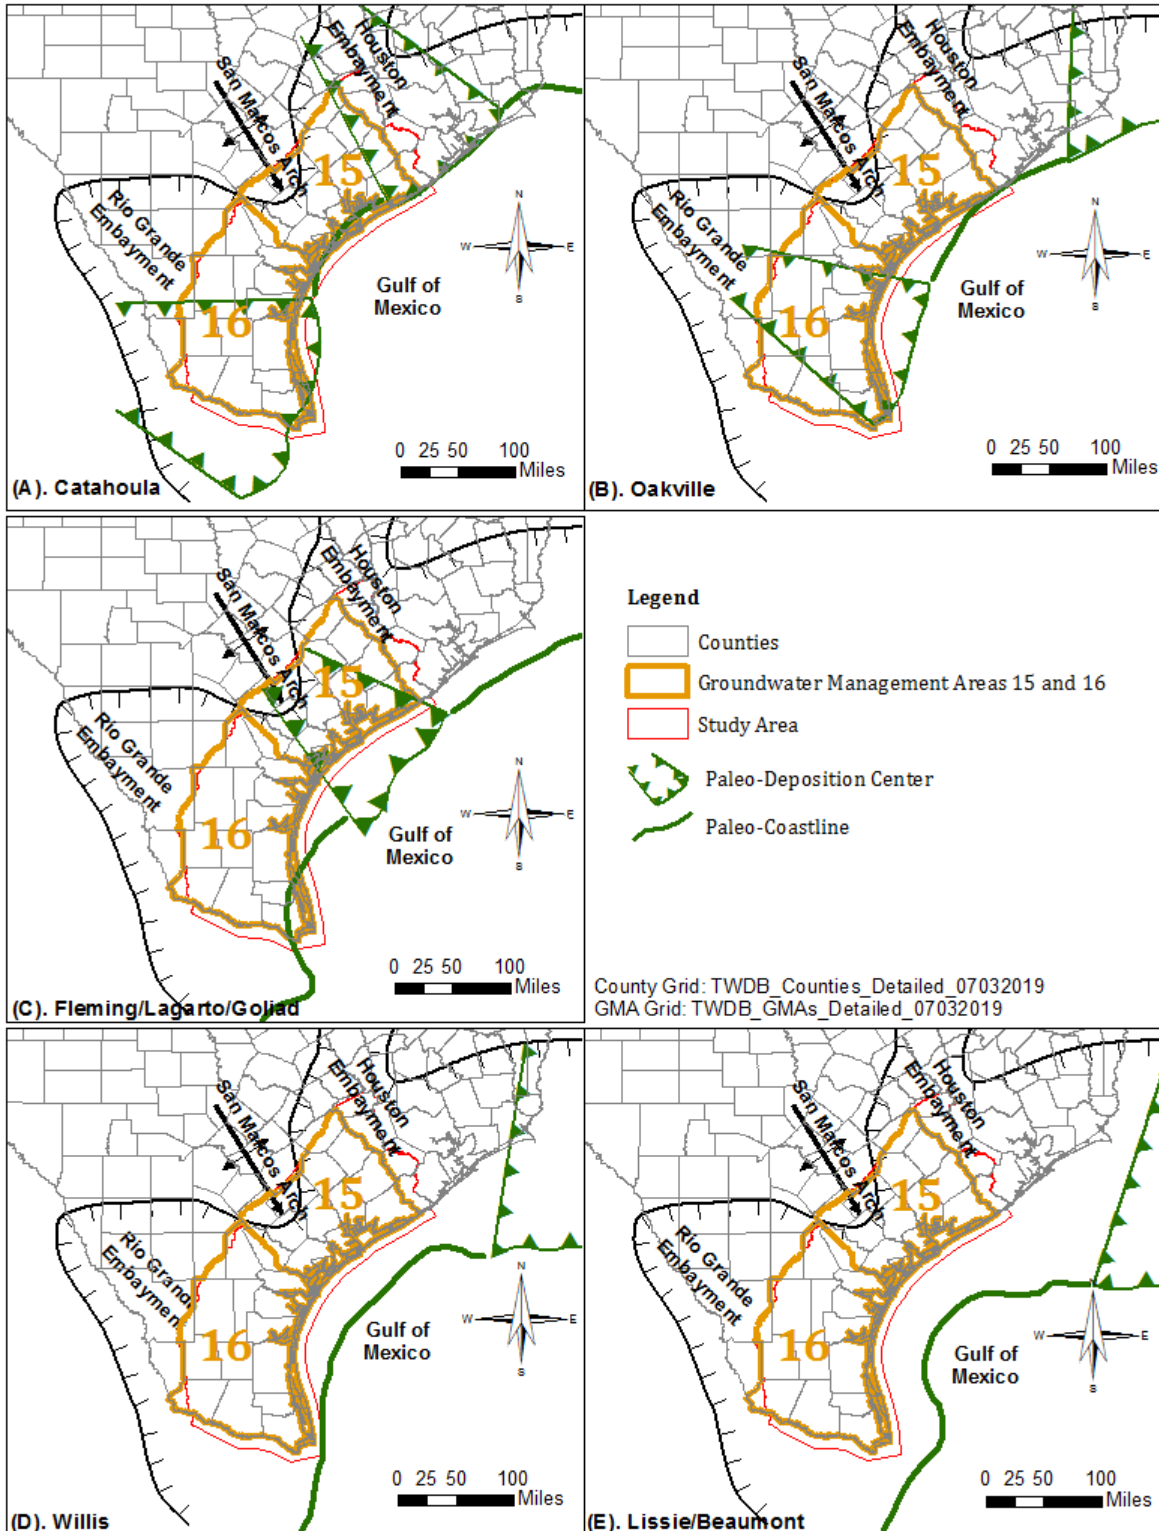 San Marcos Arch
Houston
Embayment
15
Rio Grande
Embayment
16
Gulf of
Mexico
N
W E
S
0 25 50 100
Miles
(A). Catahoula
San Marcos Arch
Houston
Embayment
15
Rio Grande
Embayment
16
Gulf of
Mexico
N
W E
S
0 25 50 100
Miles
(B). Oakville
San Marcos Arch
Houston
Embayment
15
Rio Grande
Embayment
16
Gulf of
Mexico
N
W E
S
0 25 50 100
Miles
(C). Fleming/Lagarto/Goliad
Legend
Counties
Groundwater Management Areas 15 and 16
Study Area
Paleo-Deposition Center
Paleo-Coastline
County Grid: TWDB_Counties_Detailed_07032019
GMA Grid: TWDB_GMAs_Detailed_07032019
San Marcos Arch
Houston
Embayment
15
Rio Grand
Embaymen
16
Gulf of
Mexico
N
W E
S
0 25 50 100
Miles
(D). Willis
San Marcos Arch
Houston
Embayment
15
Rio Grande
Embayment
16
Gulf of
Mexico
N
W E
S
0 25 50 100
Miles
(E). Lissie/Beaumont